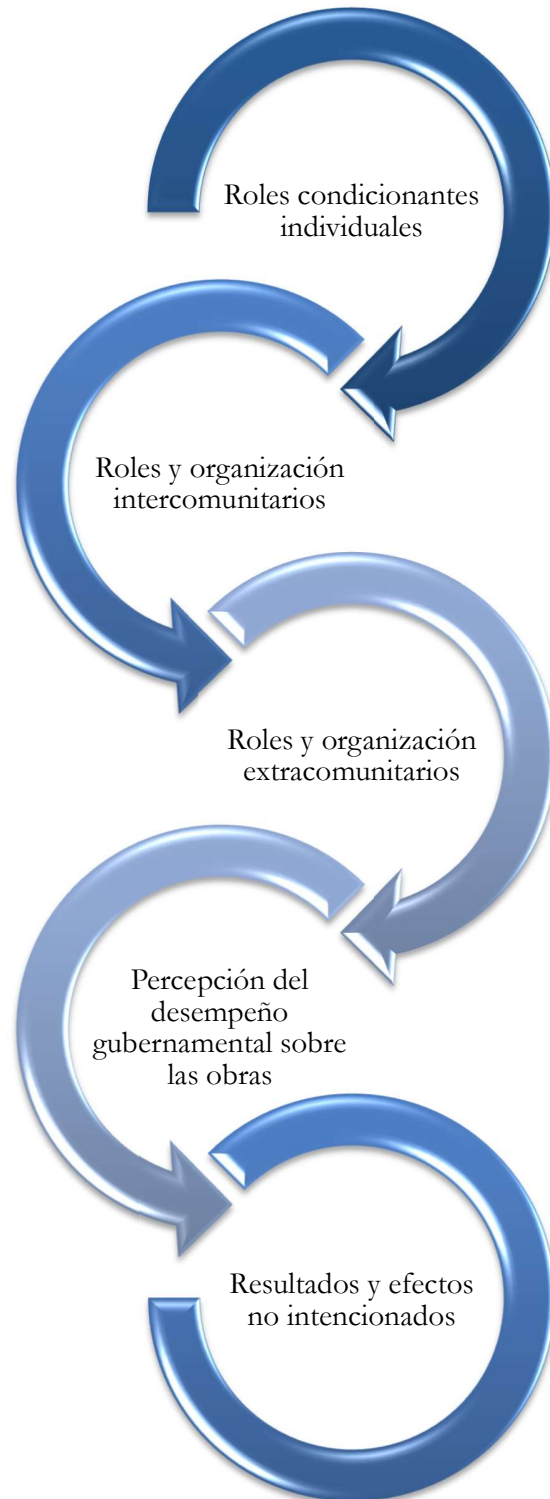 Roles condicionantes
individuales
Roles y organización
intercomunitarios
Roles y organización
extracomunitarios
Percepción del
desempeño
gubernamental sobre
las obras
Resultados y efectos
no intencionados